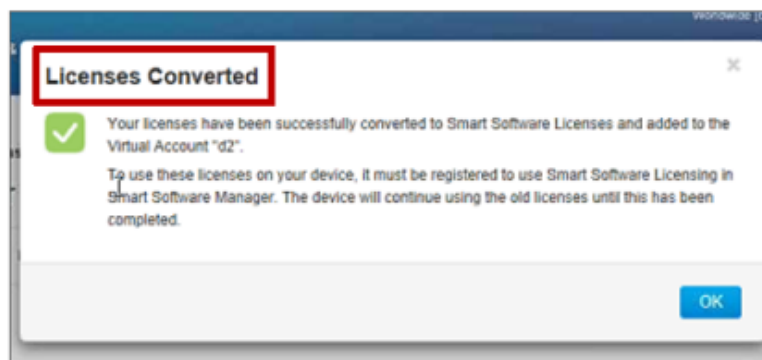 Worldwide
Licenses Converted
Your licenses have been successfully converted to Smart Software Licenses and added to the
Virtual Account "d2".
To use these licenses on your device, it must be registered to use Smart Software Licensing in
Smart Software Manager. The device will continue using the old licenses until this has been
completed.
OK